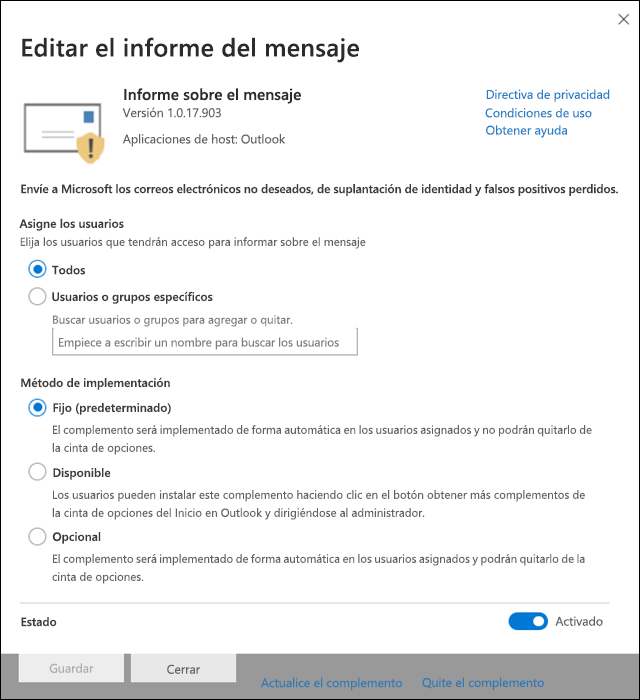 Editar el informe del mensaje
Informe sobre el mensaje
Versión 1.0.17.903
Aplicaciones de host: Outlook
Directiva de privacidad
Condiciones de uso
Obtener ayuda
Envíe a Microsoft los correos electrónicos no deseados, de suplantación de identidad y falsos positivos perdidos.
Asigne los usuarios
Elija los usuarios que tendrán acceso para informar sobre el mensaje
Todos
Usuarios o grupos específicos
Buscar usuarios o grupos para agregar o quitar.
Empiece a escribir un nombre para buscar los usuarios
Método de implementación
Fijo (predeterminado)
El complemento será implementado de forma automática en los usuarios asignados y no podrán quitarlo de
la cinta de opciones.
Disponible
Los usuarios pueden instalar este complemento haciendo clic en el botón obtener más complementos de
la cinta de opciones del Inicio en Outlook y dirigiéndose al administrador.
Opcional
El complemento será implementado de forma automática en los usuarios asignados y podrán quitarlo de la
cinta de opciones.
Estado
Activado
Guardar
Cerrar
Actualice el complemento
Quite el complemento